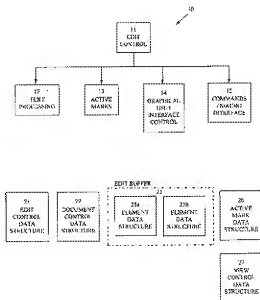 10
11
EDIT
CONTROL
12
TEXT
PROCESSING
13
ACTIVE
MARKS
14
GRAPHICAL
USER
INTERFACE
CONTROL
15
COMMANDS
/MACRO
INTERFACE
21
EDIT
CONTROL
DATA
STRUCTURE
22
DOCUMENT
CONTROL
DATA
STRUCTURE
EDIT BUFFER
23
23a
ELEMENT
DATA
STRUCTURE
23b
ELEMENT
DATA
STRUCTURE
26
ACTIVE
MARK DATA
STRUCTURE
27
VIEW
CONTROL
DATA
STRUCTURE